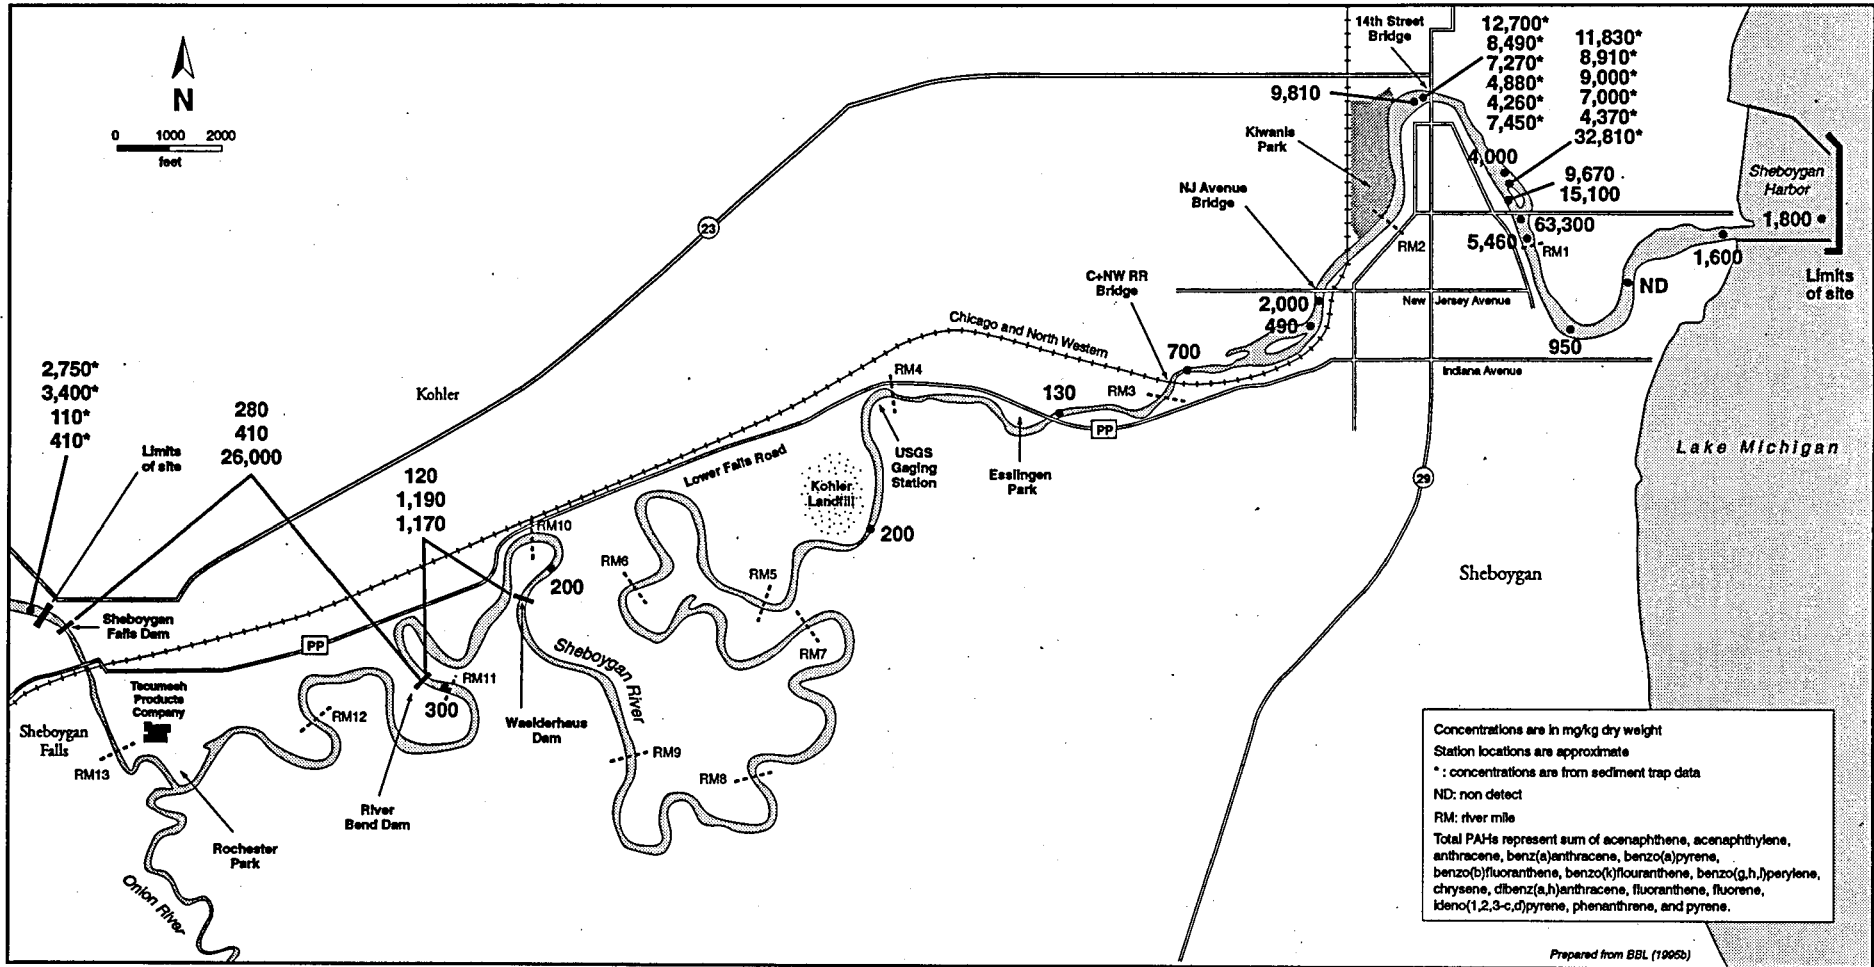 N
0 1000 2000
feet
14th Street
Bridge
12,700*
8,490*
7,270*
4,880*
4,260*
7,450*
11,830*
8,910*
9,000*
7,000*
4,370*
32,810*
9,810
Kiwanis
Park
4,000
9,670
15,100
Sheboygan
Harbor
1,800
NJ Avenue
Bridge
23
RM2
63,300
5,460
RM1
1,600
Limits
of site
C+NW RR
Bridge
2,000
490
New Jersey Avenue
ND
950
Chicago and North Western
700
Indiana Avenue
RM4
RM3
130
PP
2,750*
3,400*
110*
410*
Limits
of site
280
410
26,000
Kohler
120
1,190
1,170
Lower Falls Road
Kohler
Landfill
USGS
Gaging
Station
Esslingen
Park
Lake Michigan
29
200
RM10
RM6
RM5
200
Sheboygan
Sheboygan
Falls Dam
PP
Sheboygan River
RM7
Tecumseh
Products
Company
RM11
300
RM12
Waelderhaus
Dam
Sheboygan
Falls
RM13
RM9
RM8
River
Bend Dam
Rochester
Park
Onion River
Concentrations are in mg/kg dry weight
Station locations are approximate
* : concentrations are from sediment trap data
ND: non detect
RM: river mile
Total PAHs represent sum of acenaphthene, acenaphthylene,
anthracene, benz(a)anthracene, benzo(a)pyrene,
benzo(b)fluoranthene, benzo(k)flouranthene, benzo(g,h,i)perylene,
chrysene, dibenz(a,h)anthracene, fluoranthene, fluorene,
ideno(1,2,3-c,d)pyrene, phenanthrene, and pyrene.
Prepared from BBL (1995b)